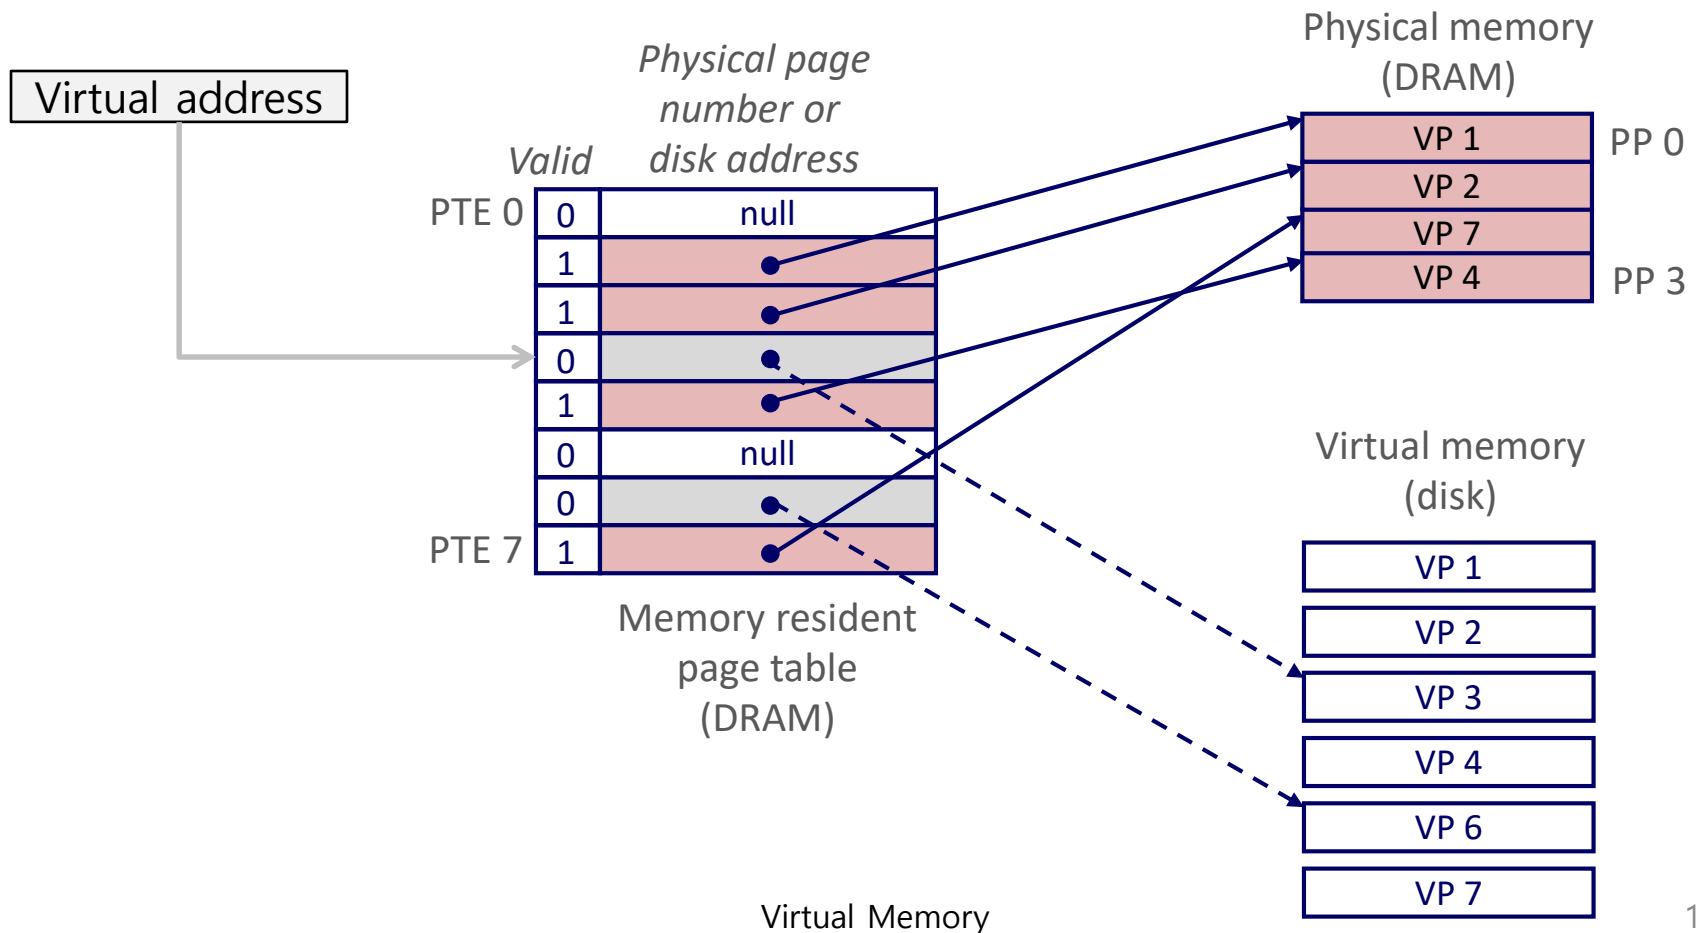 Virtual address
Physical page
number or
disk address
Valid
PTE 0
0
null
1
1
0
1
0
null
0
PTE 7
1
Memory resident
page table
(DRAM)
Physical memory
(DRAM)
VP 1
PP 0
VP 2
VP 7
VP 4
PP 3
Virtual memory
(disk)
VP 1
VP 2
VP 3
VP 4
VP 6
VP 7
Virtual Memory
1